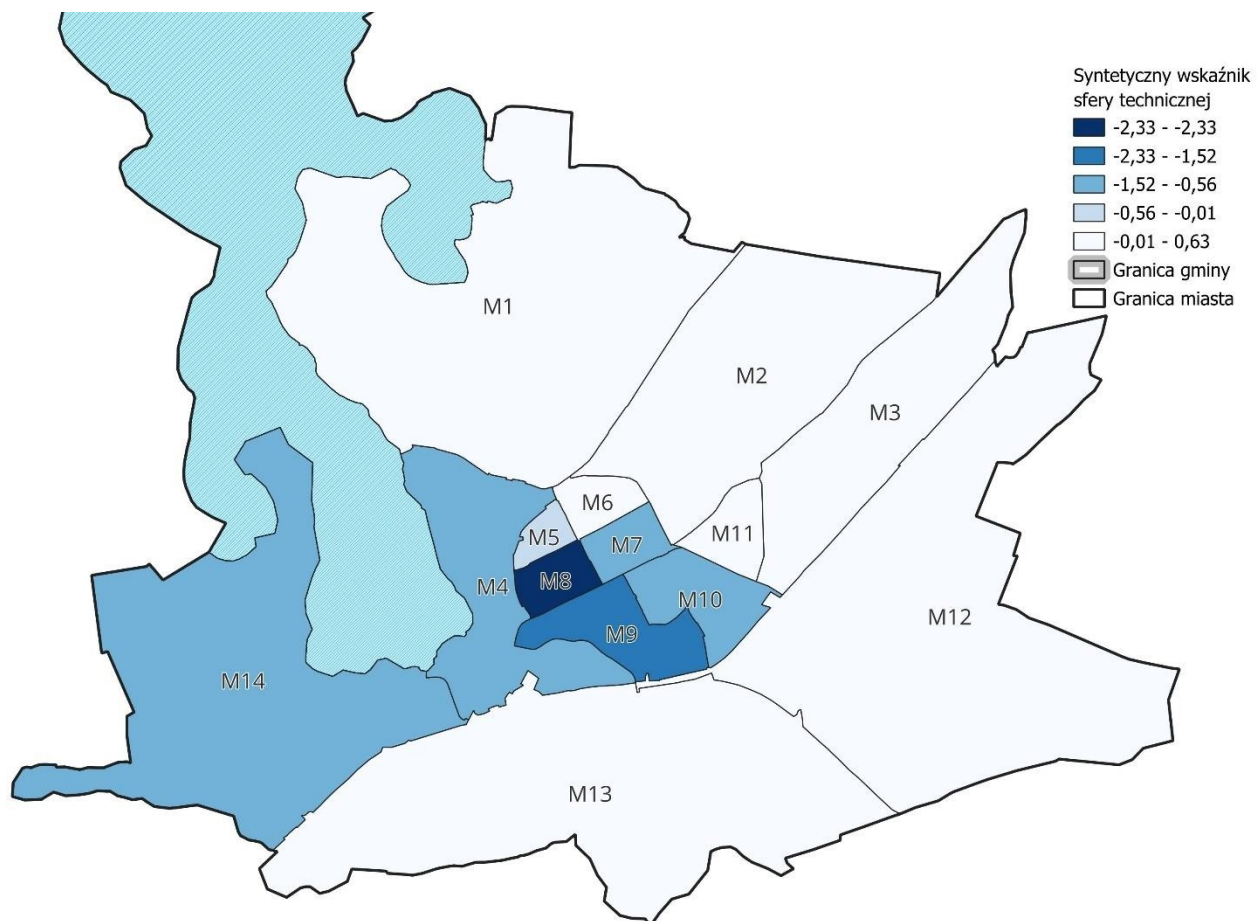 Syntetyczny wskaźnik
sfery technicznej
-2,33 - -2,33
-2,33 - -1,52
-1,52 - -0,56
-0,56 - -0,01
-0,01 - 0,63
Granica gminy
Granica miasta
M1
M2
M3
M6
M5
M7
M11
M8
M4
M10
M12
M9
M14
M13